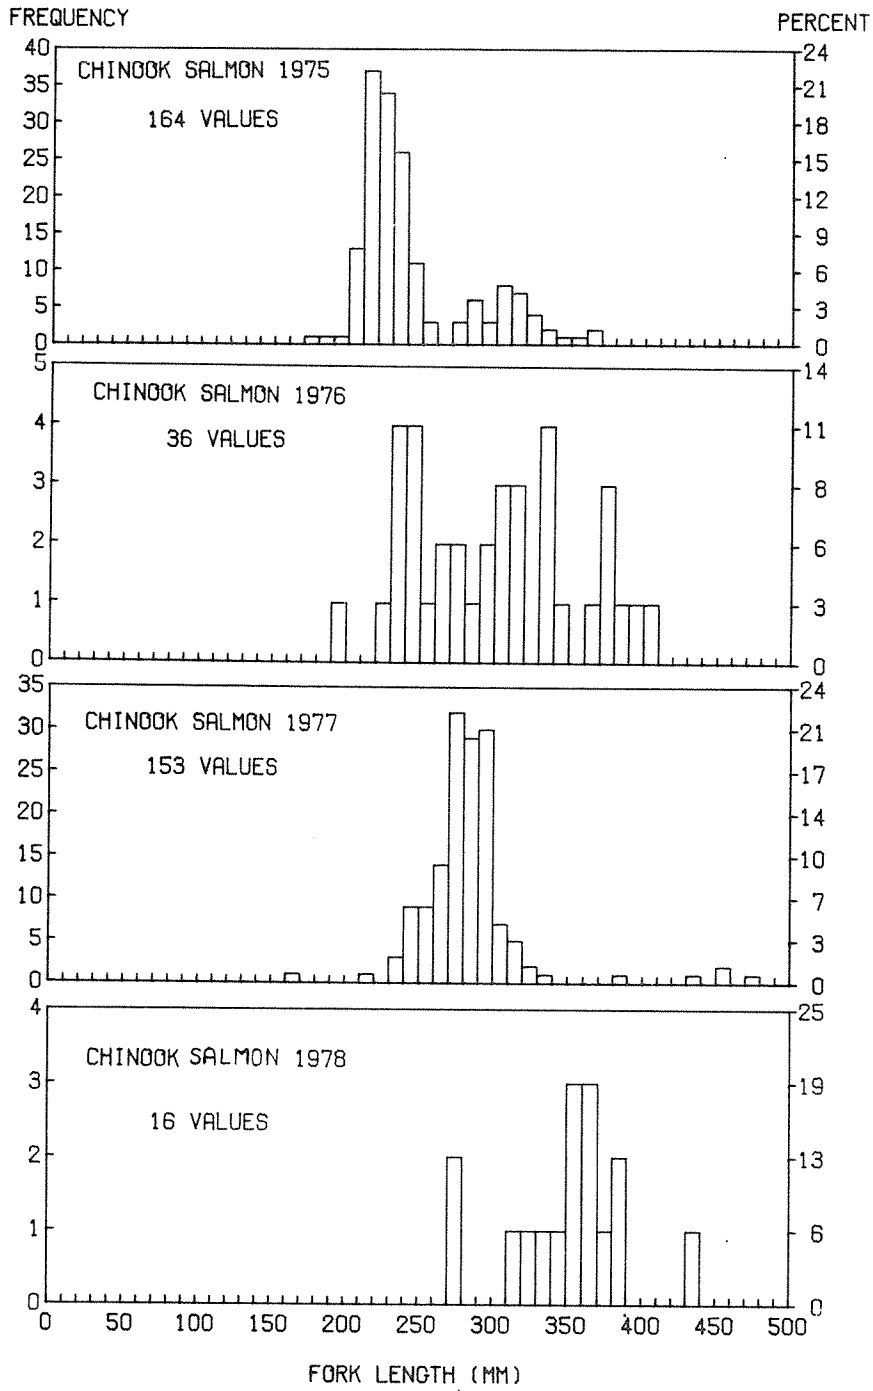 FREQUENCY PERCENT
CHINOOK SALMON 1975
164 VALUES
40 35 30 25 20 15 10 5 0
24 21 18 15 12 9 6 3 0
CHINOOK SALMON 1976
36 VALUES
5 4 3 2 1 0
14 11 8 6 3 0
CHINOOK SALMON 1977
153 VALUES
35 30 25 20 15 10 5 0
24 21 17 14 10 7 3 0
CHINOOK SALMON 1978
16 VALUES
4 3 2 1 0
25 19 13 6 0
0 50 100 150 200 250 300 350 400 450 500
FORK LENGTH (MM)